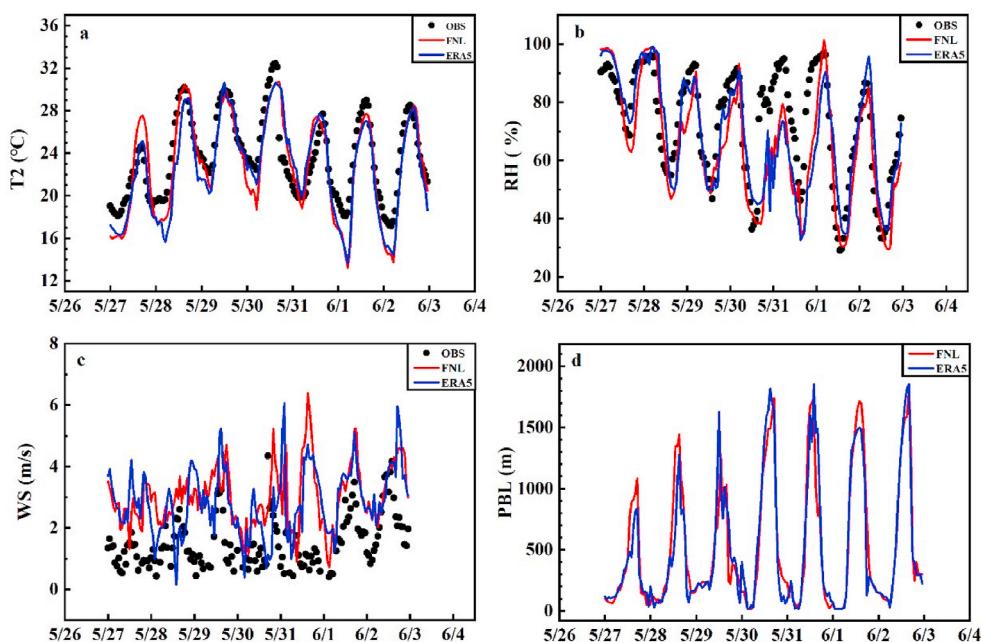 a
OBS
FNL
ERA5
T2 (°C)
36
32
28
24
20
16
12
5/26 5/27 5/28 5/29 5/30 5/31 6/1 6/2 6/3 6/4
b
OBS
FNL
ERA5
RH ( %)
100
80
60
40
20
5/26 5/27 5/28 5/29 5/30 5/31 6/1 6/2 6/3 6/4
c
OBS
FNL
ERA5
WS (m/s)
8
6
4
2
0
5/26 5/27 5/28 5/29 5/30 5/31 6/1 6/2 6/3 6/4
d
FNL
ERA5
PBL (m)
2000
1500
1000
500
0
5/26 5/27 5/28 5/29 5/30 5/31 6/1 6/2 6/3 6/4